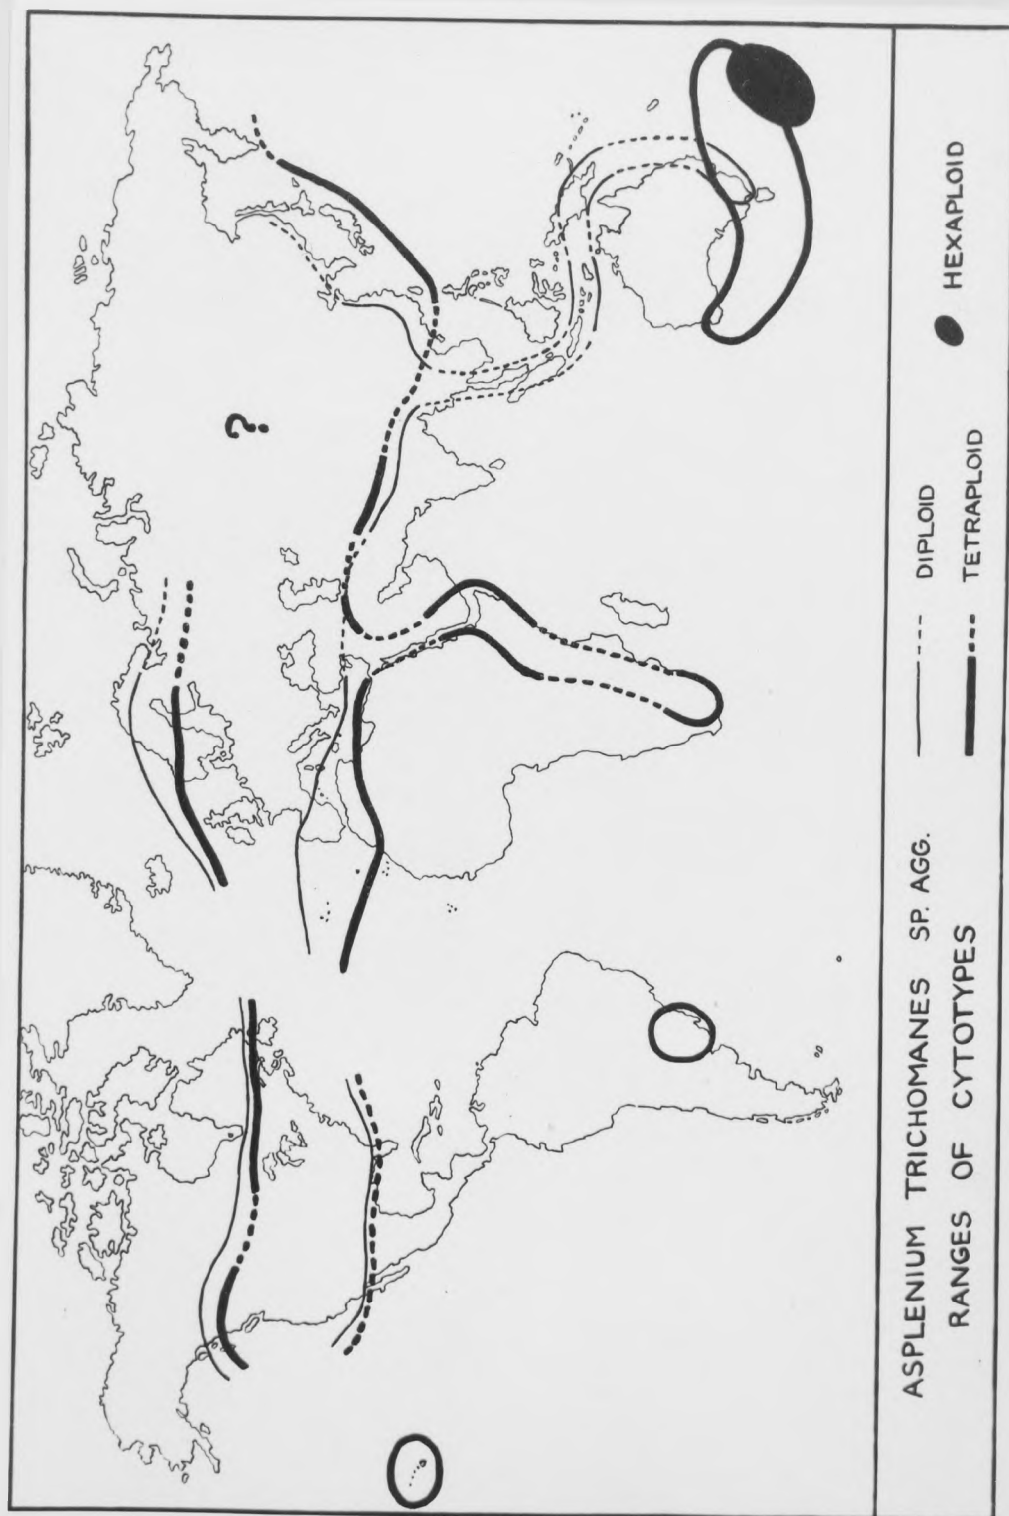 ?
ASPLENIUM TRICHOMANES SP. AGG.
RANGES OF CYTOTYPES
DIPLOID
TETRAPLOID
HEXAPLOID